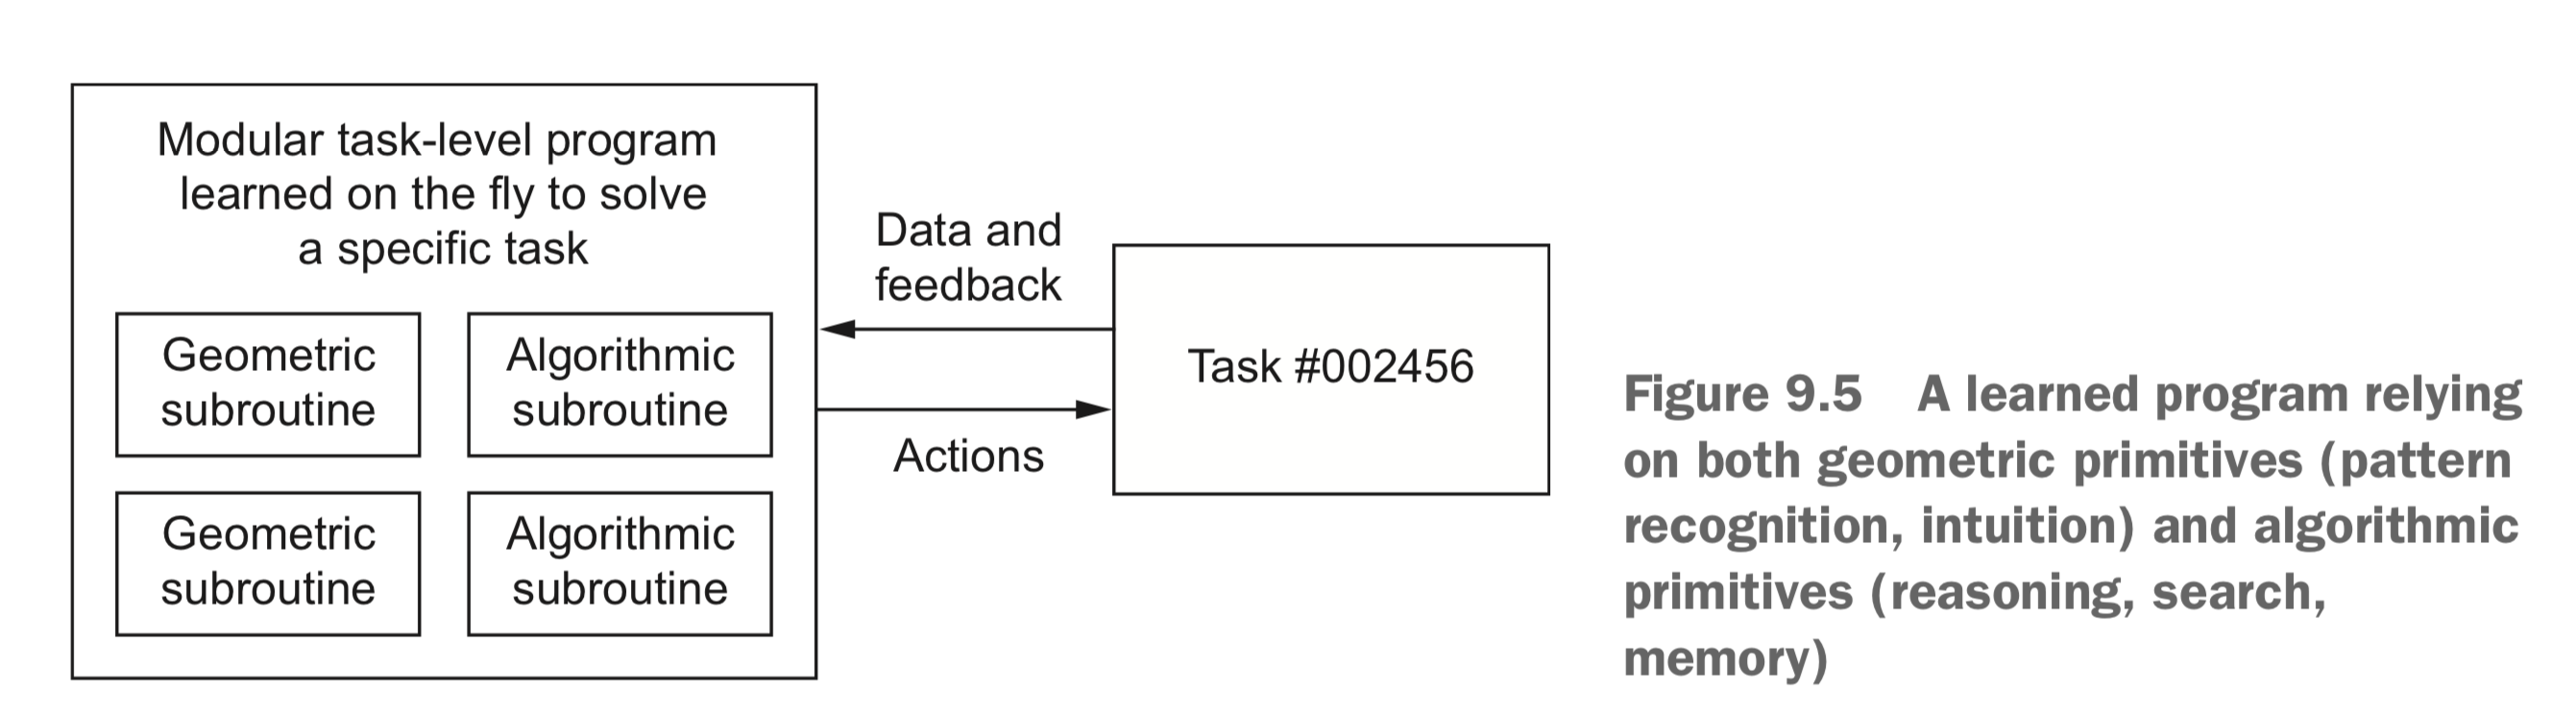 Modular task-level program
learned on the fly to solve
a specific task
Geometric
subroutine
Algorithmic
subroutine
Geometric
subroutine
Algorithmic
subroutine
Data and
feedback
Actions
Task #002456
Figure 9.5 A learned program relying
on both geometric primitives (pattern
recognition, intuition) and algorithmic
primitives (reasoning, search,
memory)